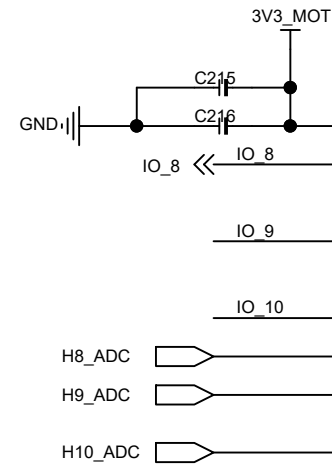 3V3_MOT
C215
C216
GND
IO_8 IO_8
IO_9
IO_10
H8_ADC
H9_ADC
H10_ADC